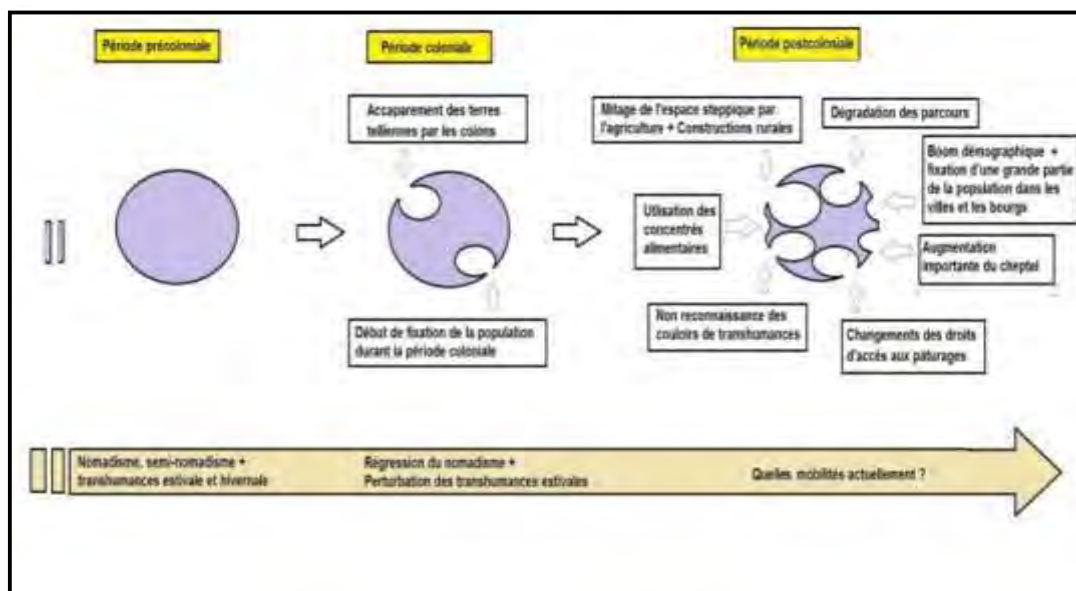 Période précoloniale
Période coloniale
Période postcoloniale
Accaparement des terres
telliennes par les colons
Début de fixation de la population
durant la période coloniale
Mitage de l'espace steppique par
l'agriculture + Constructions rurales
Dégradation des parcours
Boom démographique +
fixation d'une grande partie
de la population dans les
villes et les bourgs
Utilisation des
concentrés
alimentaires
Augmentation
importante du cheptel
Non reconnaissance des
couloirs de transhumances
Changements des droits
d'accés aux pâturages
Nomadisme, semi-nomadisme +
transhumances estivale et hivernale
Régression du nomadisme +
Perturbation des transhumances estivales
Quelles mobilités actuellement ?